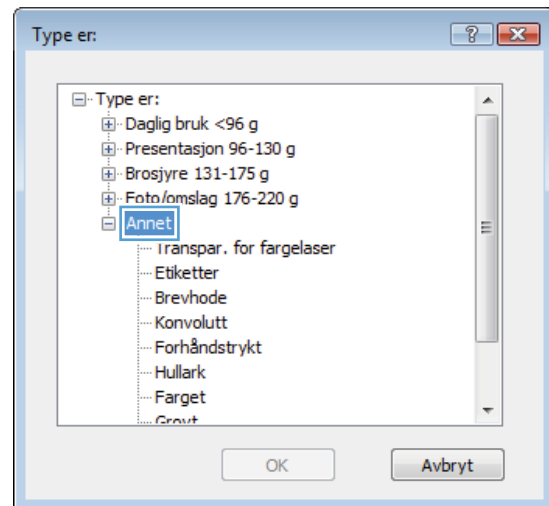 Type er:
Type er:
Daglig bruk <96 g
Presentasjon 96-130 g
Brosjyre 131-175 g
Foto/omslag 176-220 g
Annet
Transpar. for fargelaser
Etiketter
Brevhode
Konvolutt
Forhåndstrykt
Hullark
Farget
Grovt
OK Avbryt